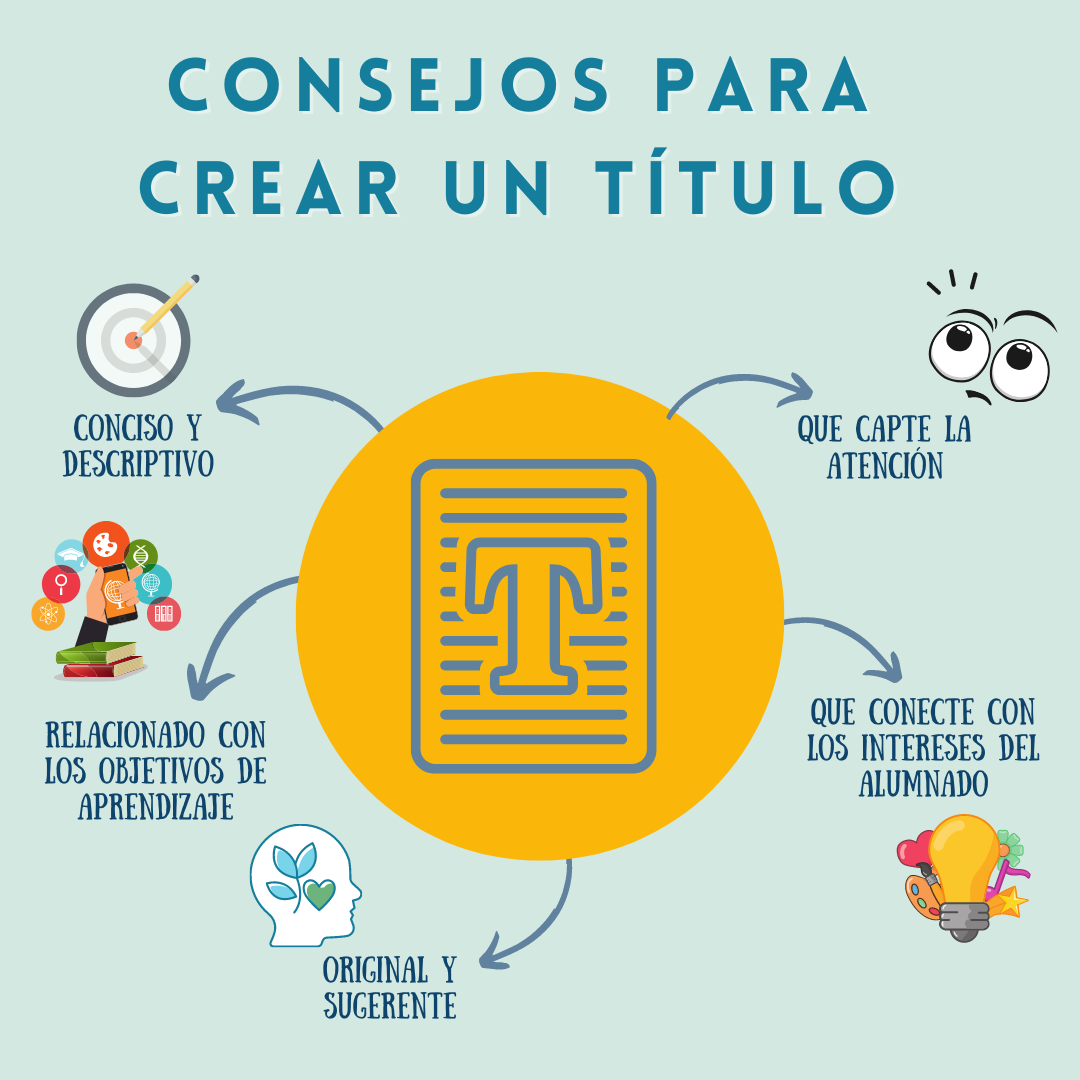 CONSEJOS PARA
CREAR UN TÍTULO
CONCISO Y
DESCRIPTIVO
QUE CAPTE LA
ATENCIÓN
T
RELACIONADO CON
LOS OBJETIVOS DE
APRENDIZAJE
QUE CONECTE CON
LOS INTERESES DEL
ALUMNADO
ORIGINAL Y
SUGERENTE